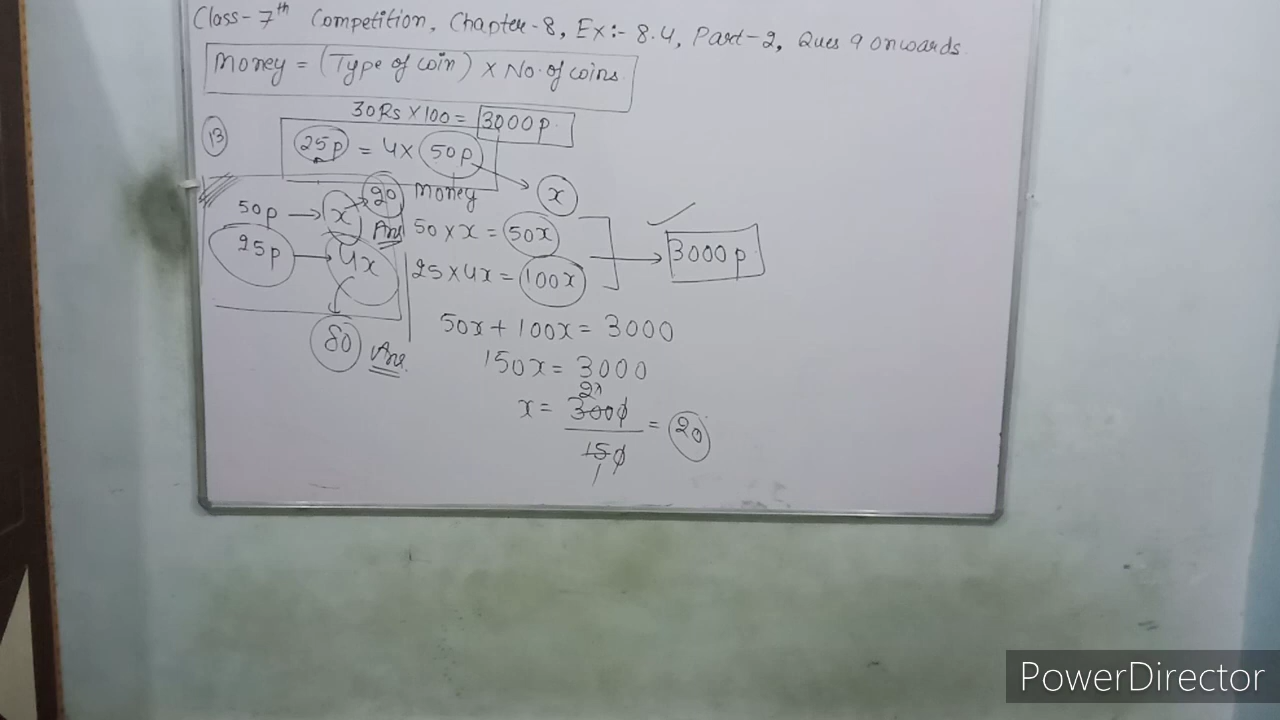 Class-7th Competition, Chapter-8, Ex:- 8.4, Part-2, Ques 9 onwards
Money = (Type of coin) × No. of coins
30Rs × 100 = 3000p.
13
25p = 4 × 50p
x
50p → x 20 Money
Ans 50 × x = 50x
25p → 4x 25 × 4x = 100x
3000p.
80 Ans.
50x + 100x = 3000
150x = 3000
x = 3000/150 = 20
PowerDirector